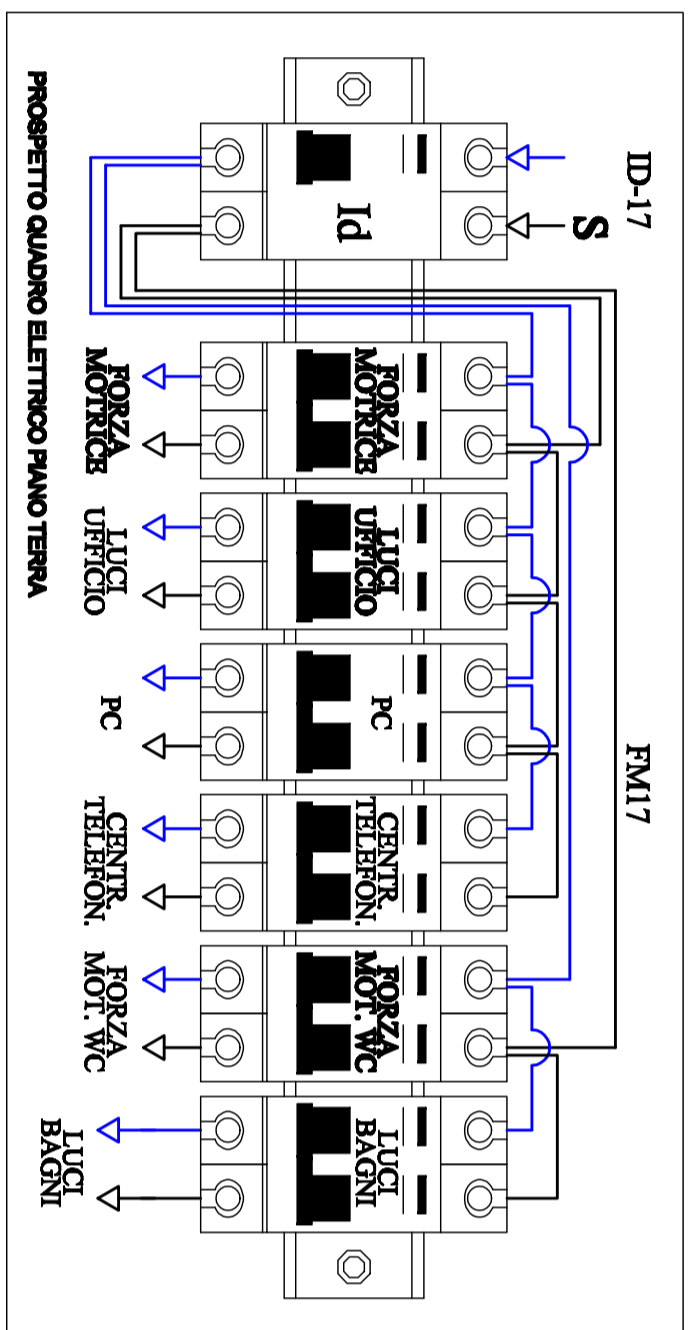 ID-17
S
FM17
Id
FORZA
MOTRICE
LUCI
UFFICIO
PC
CENTR.
TELEFON.
FORZA
MOT. WC
LUCI
BAGNI
FORZA
MOTRICE
LUCI
UFFICIO
PC
CENTR.
TELEFON.
FORZA
MOT. WC
LUCI
BAGNI
PROSPETTO QUADRO ELETTRICO PIANO TERRA